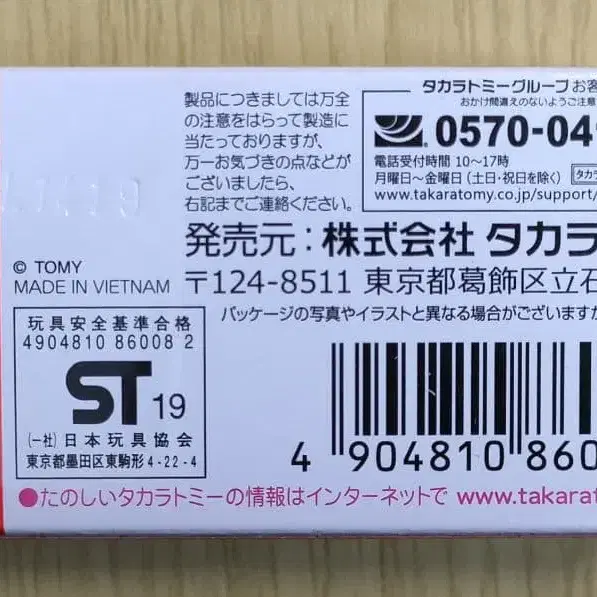 製品につきましては万全
の注意をはらって製造に
当たっておりますが、
万一お気づきの点などが
ございましたら、
右記までご連絡ください。
タカラトミーグループお客
おかけ間違えのないようご注意
0570-04
電話受付時間 10～17時
月曜日～金曜日（土・日・祝日を除く）
タカラ
www.takaratomy.co.jp/support/
発売元：株式会社 タカラ
〒124-8511 東京都葛飾区立石
パッケージの写真やイラストと異なる場合がございますが
© TOMY
MADE IN VIETNAM
玩具安全基準合格
4904810 86008 2
ST 19
(一社)日本玩具協会
東京都墨田区東駒形4-22-4
4 904810 860
●たのしいタカラトミーの情報はインターネットで www.takarat